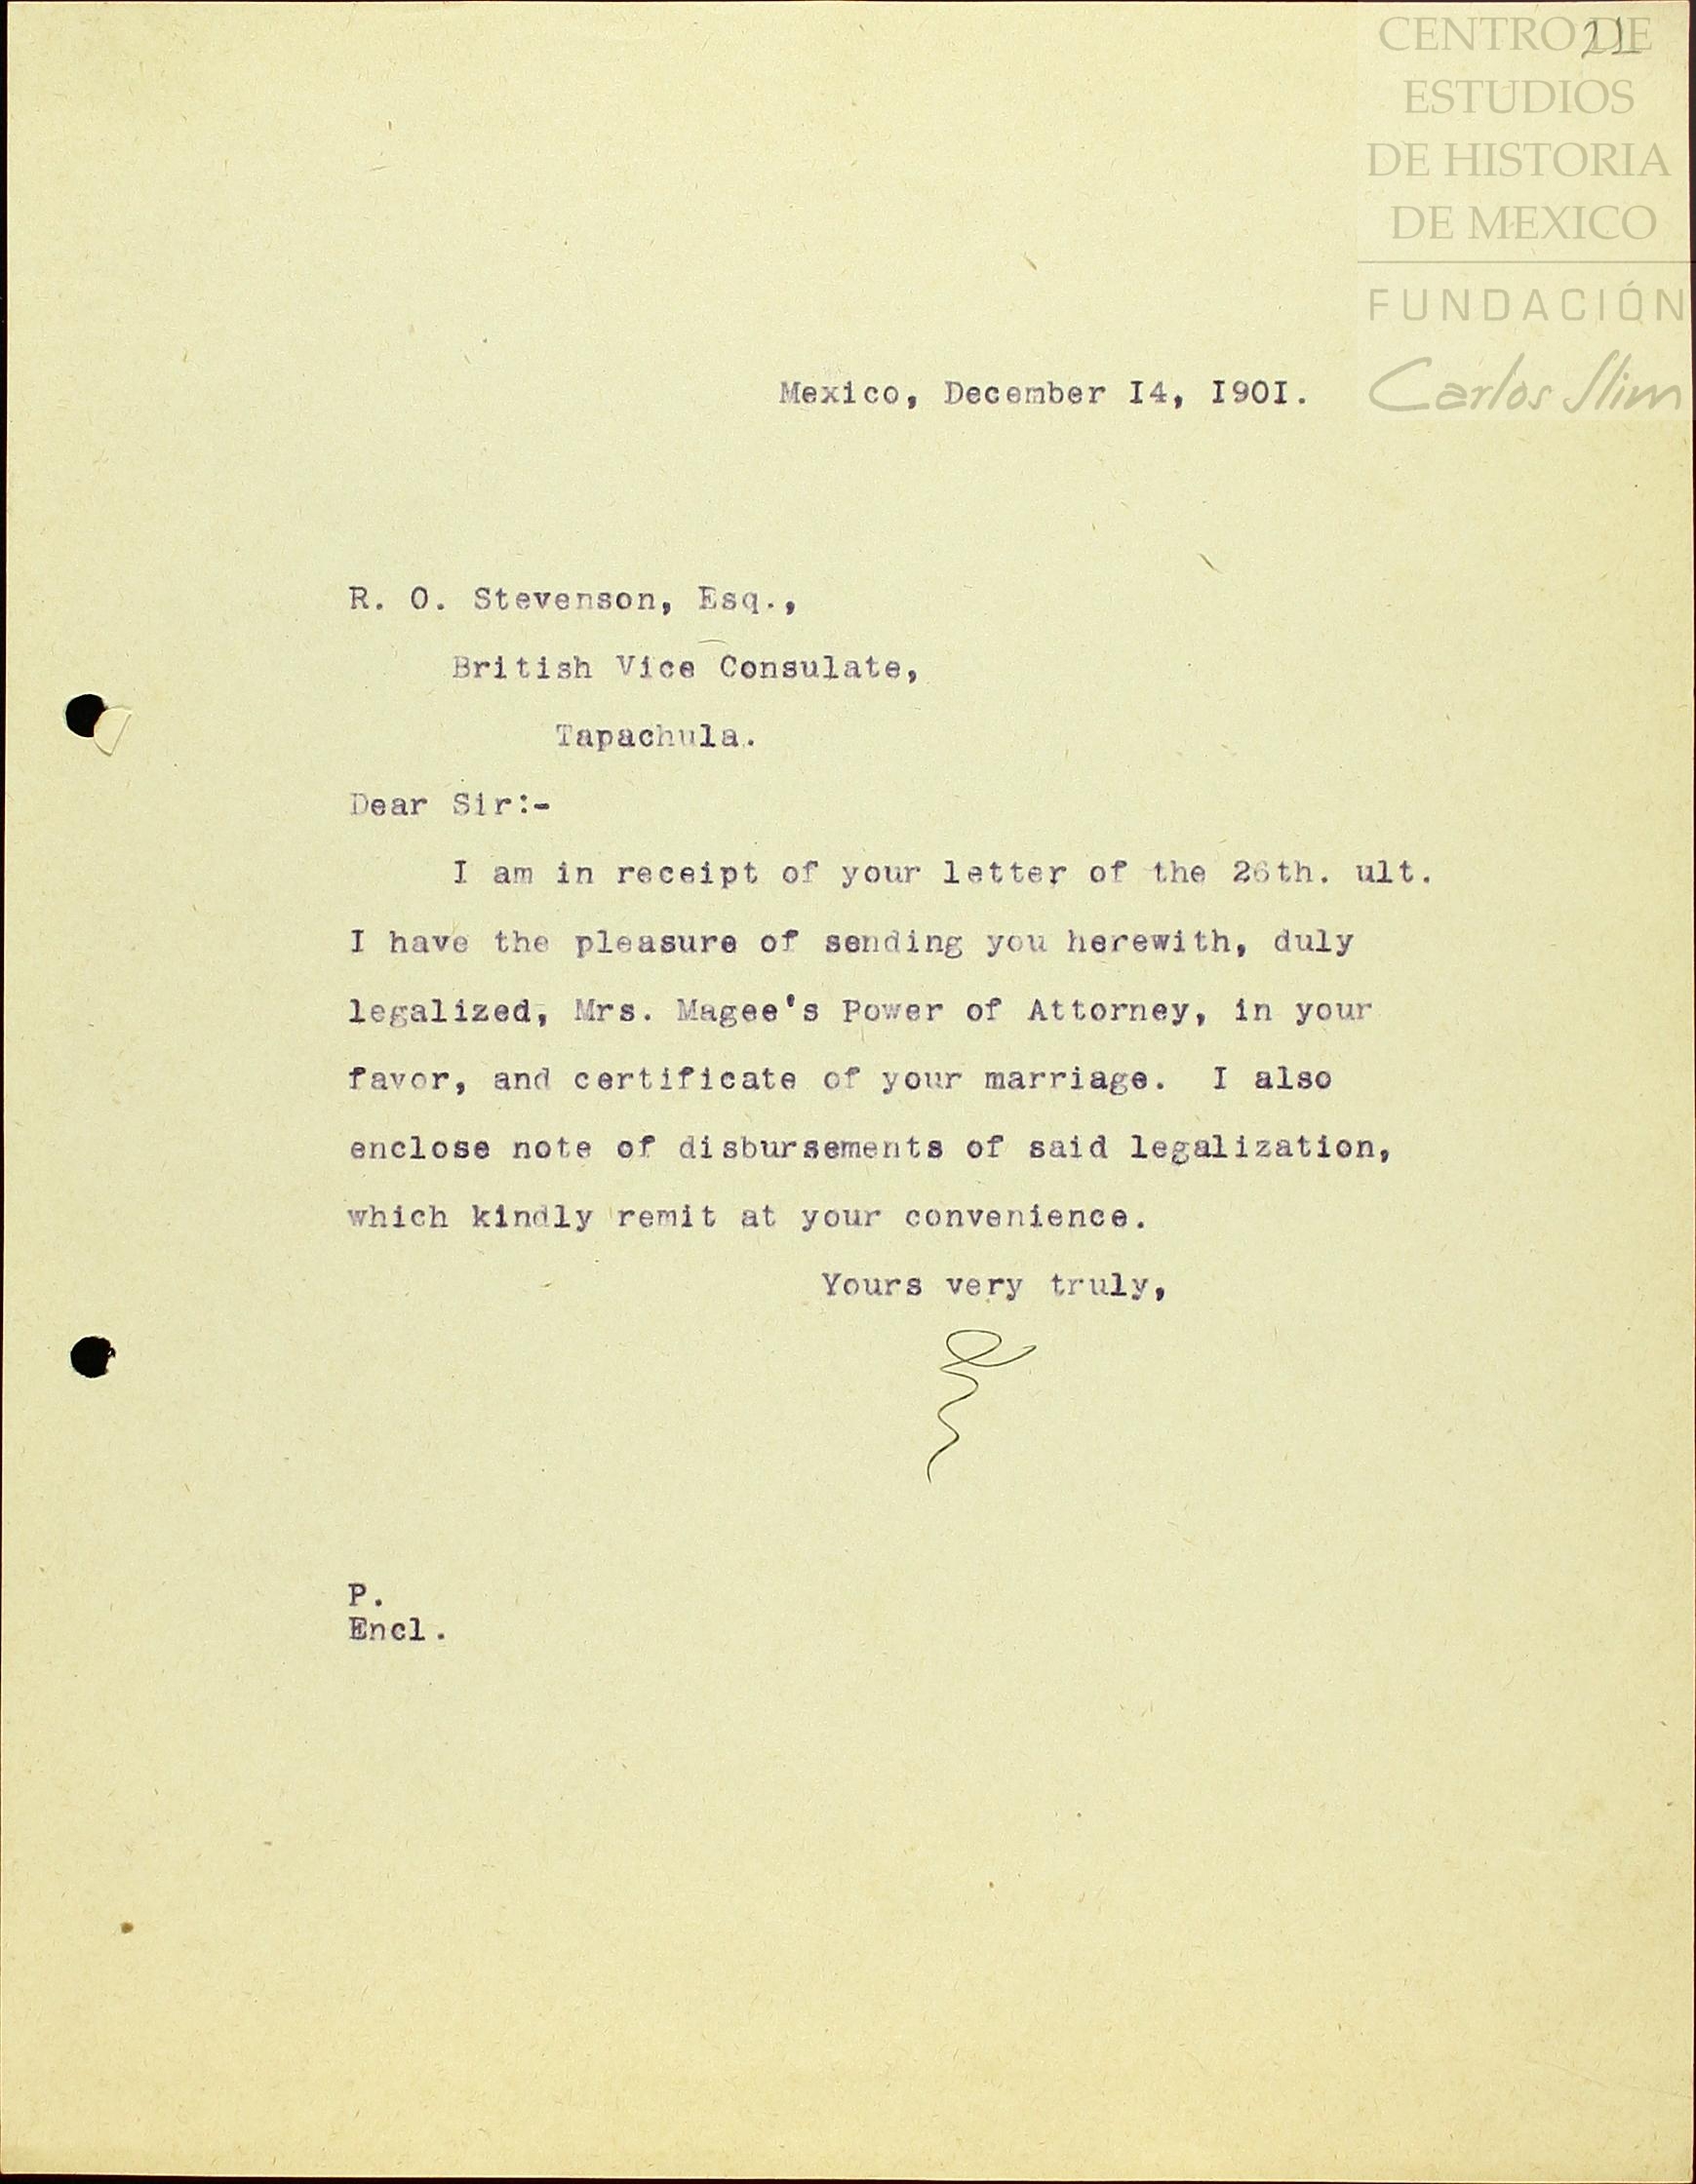 21
CENTRO DE
ESTUDIOS
DE HISTORIA
DE MEXICO
FUNDACIÓN
Carlos Slim
Mexico, December I4, I90I.
R. O. Stevenson, Esq.,
British Vice Consulate,
Tapachula.
Dear Sir:-
I am in receipt of your letter of the 26th. ult.
I have the pleasure of sending you herewith, duly
legalized, Mrs. Magee's Power of Attorney, in your
favor, and certificate of your marriage. I also
enclose note of disbursements of said legalization,
which kindly remit at your convenience.
Yours very truly,
P.
Encl.